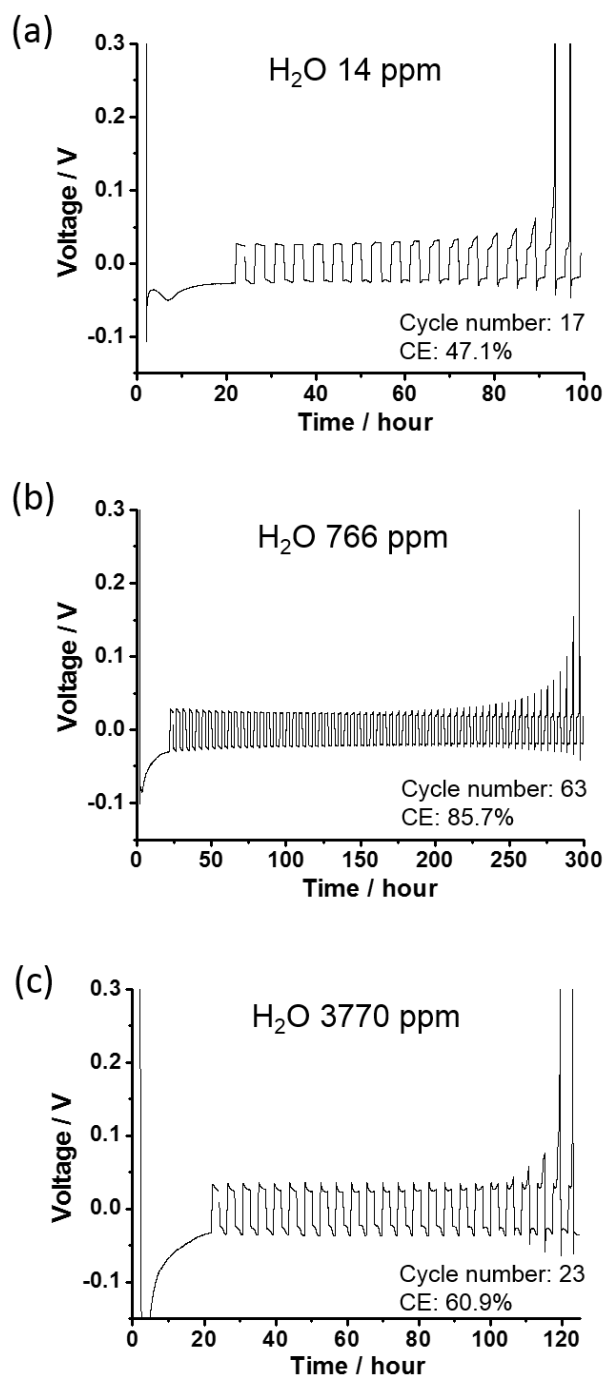 (a)
H₂O 14 ppm
0.3
0.2
0.1
0.0
-0.1
Voltage / V
Cycle number: 17
CE: 47.1%
0 20 40 60 80 100
Time / hour
(b)
H₂O 766 ppm
0.3
0.2
0.1
0.0
-0.1
Voltage / V
Cycle number: 63
CE: 85.7%
0 50 100 150 200 250 300
Time / hour
(c)
H₂O 3770 ppm
0.3
0.2
0.1
0.0
-0.1
Voltage / V
Cycle number: 23
CE: 60.9%
0 20 40 60 80 100 120
Time / hour